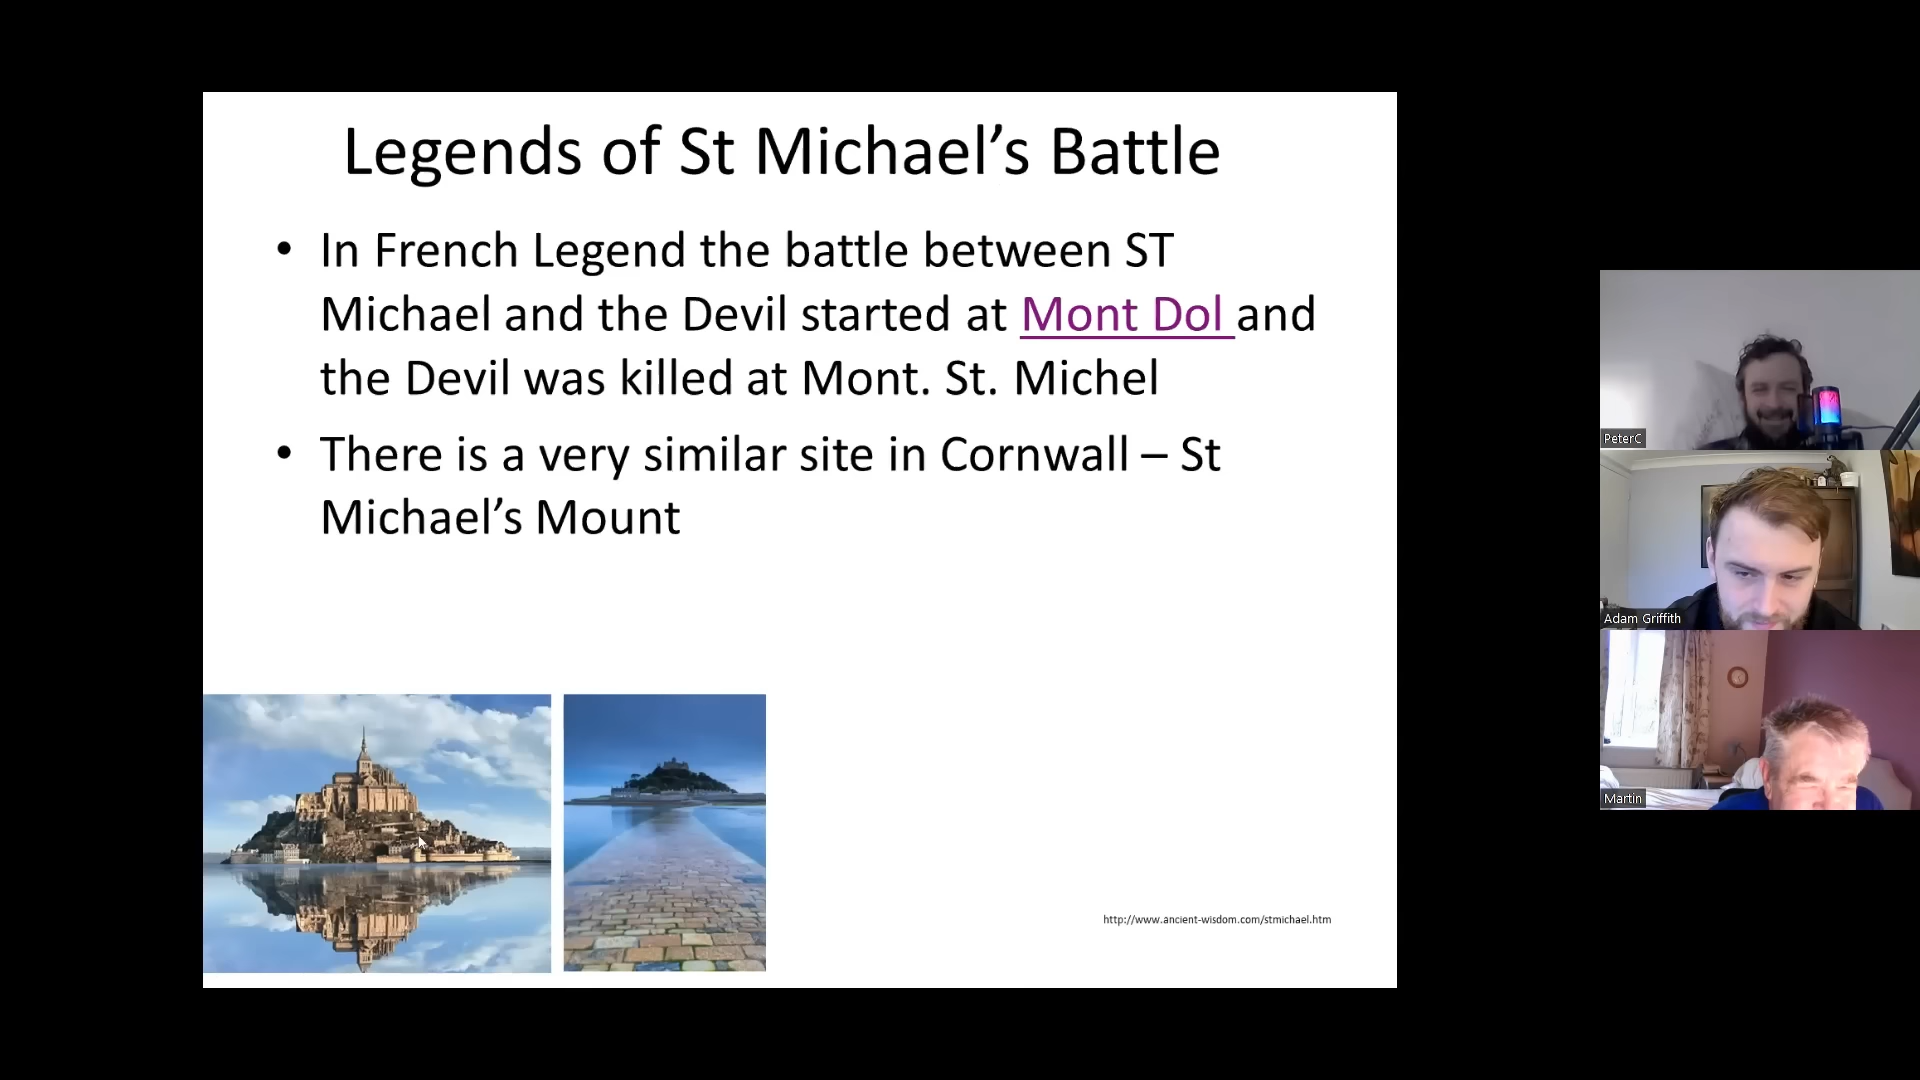 Legends of St Michael’s Battle
• In French Legend the battle between ST
Michael and the Devil started at Mont Dol and
the Devil was killed at Mont. St. Michel
• There is a very similar site in Cornwall – St
Michael’s Mount
http://www.ancient-wisdom.com/stmichael.htm
PeterC
Adam Griffith
Martin